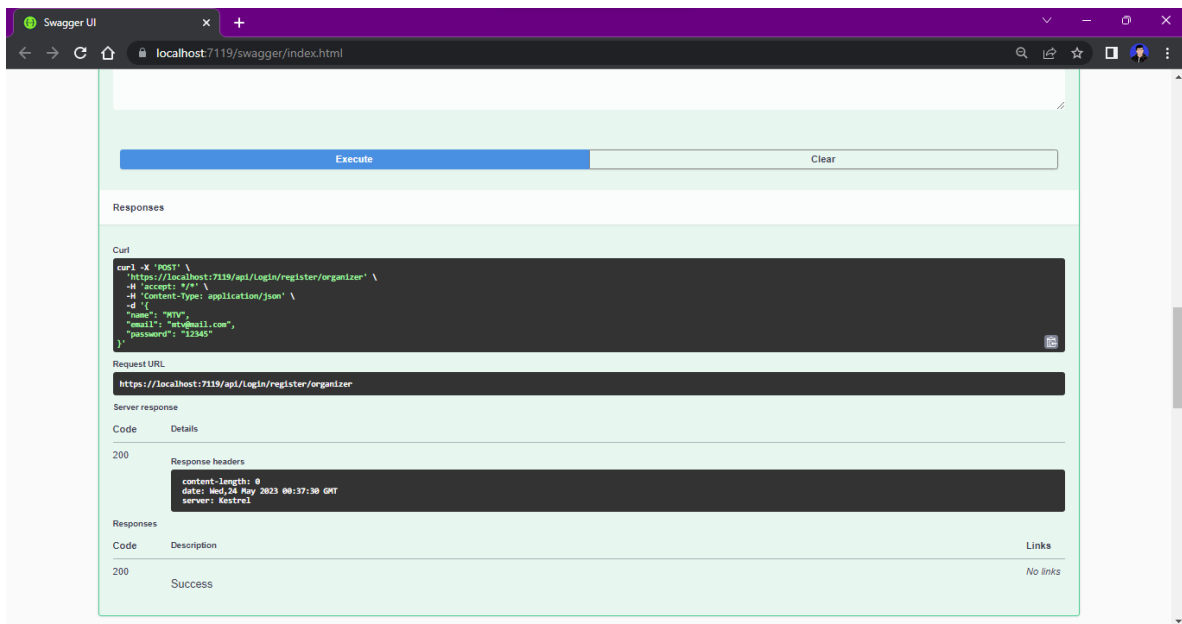 Swagger UI
localhost:7119/swagger/index.html
Execute
Clear
Responses
Curl
curl -X 'POST' \
'https://localhost:7119/api/Login/register/organizer' \
-H 'accept: */*' \
-H 'Content-Type: application/json' \
-d '{
"name": "MTV",
"email": "mtv@mail.com",
"password": "12345"
}'
Request URL
https://localhost:7119/api/Login/register/organizer
Server response
Code Details
200
Response headers
content-length: 0
date: Wed,24 May 2023 00:37:30 GMT
server: Kestrel
Responses
Code Description Links
200 Success No links